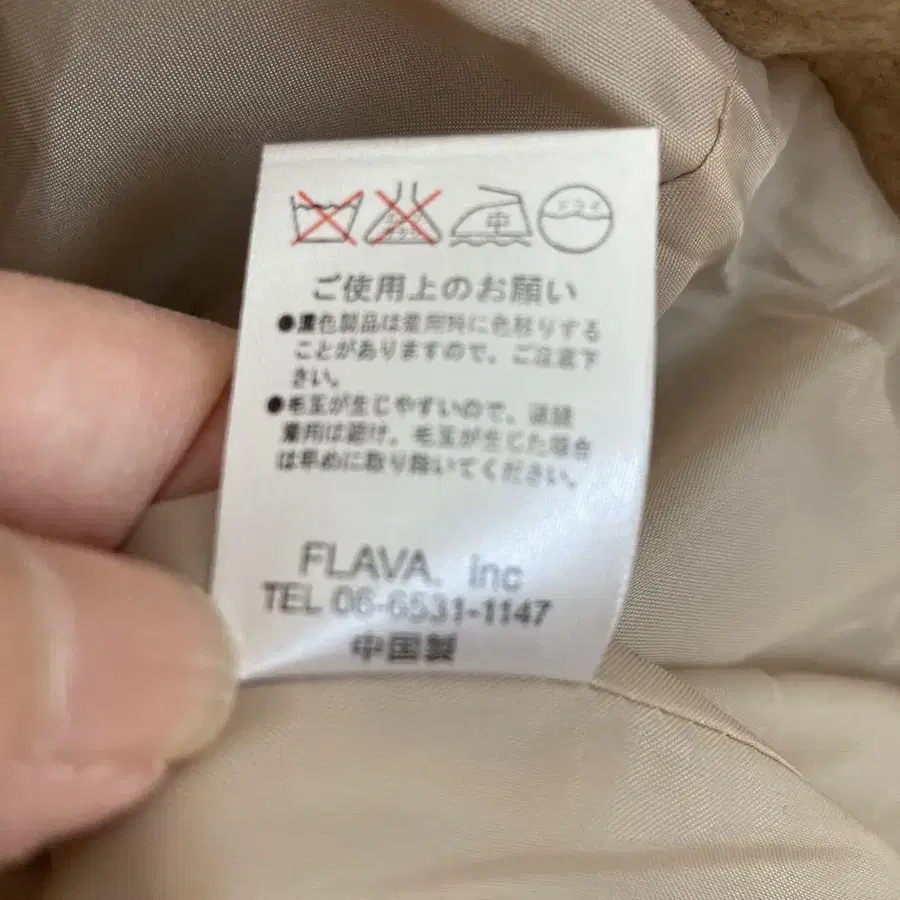 中 ドライ
ご使用上のお願い
●濃色製品は着用時に色移りする
ことがありますので、ご注意下
さい。
●毛玉が生じやすいので、連続
着用は避け、毛玉が生じた場合
は早めに取り除いてください。
FLAVA. inc
TEL 06-6531-1147
中国製